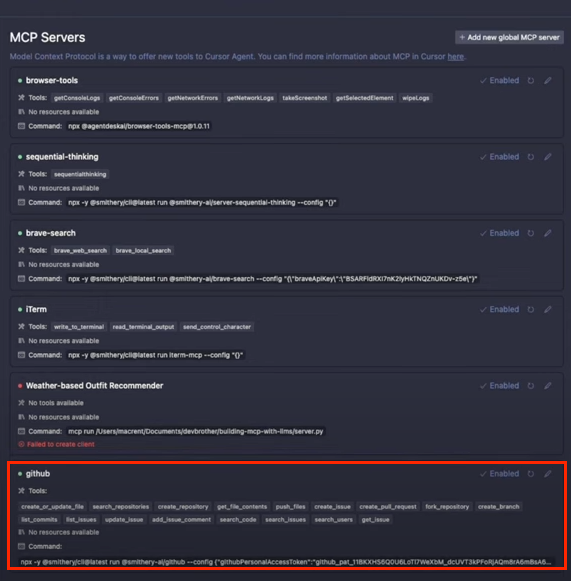 MCP Servers
+ Add new global MCP server
Model Context Protocol is a way to offer new tools to Cursor Agent. You can find more information about MCP in Cursor here.
browser-tools
Enabled
Tools: getConsoleLogs getConsoleErrors getNetworkErrors getNetworkLogs takeScreenshot getSelectedElement wipeLogs
No resources available
Command: npx @agentdeskai/browser-tools-mcp@1.0.11
sequential-thinking
Enabled
Tools: sequentialthinking
No resources available
Command: npx -y @smithery/cli@latest run @smithery-ai/server-sequential-thinking --config "{}"
brave-search
Enabled
Tools: brave_web_search brave_local_search
No resources available
Command: npx -y @smithery/cli@latest run @smithery-ai/brave-search --config
iTerm
Enabled
Tools: write_to_terminal read_terminal_output send_control_character
No resources available
Command: npx -y @smithery/cli@latest run iterm-mcp --config "{}"
Weather-based Outfit Recommender
Enabled
No tools available
No resources available
Command: mcp run /Users/macrent/Documents/devbrother/building-mcp-with-llms/server.py
Failed to create client
github
Enabled
Tools:
create_or_update_file search_repositories create_repository get_file_contents push_files create_issue create_pull_request fork_repository create_branch
list_commits list_issues update_issue add_issue_comment search_code search_issues search_users get_issue
No resources available
Command:
npx -y @smithery/cli@latest run @smithery-ai/github --config {"githubPersonalAccessToken":